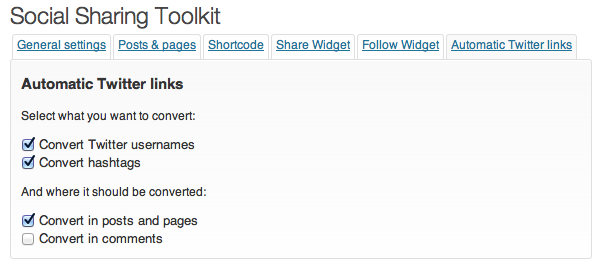 Social Sharing Toolkit
General settings Posts & pages Shortcode Share Widget Follow Widget Automatic Twitter links
Automatic Twitter links
Select what you want to convert:
Convert Twitter usernames
Convert hashtags
And where it should be converted:
Convert in posts and pages
Convert in comments